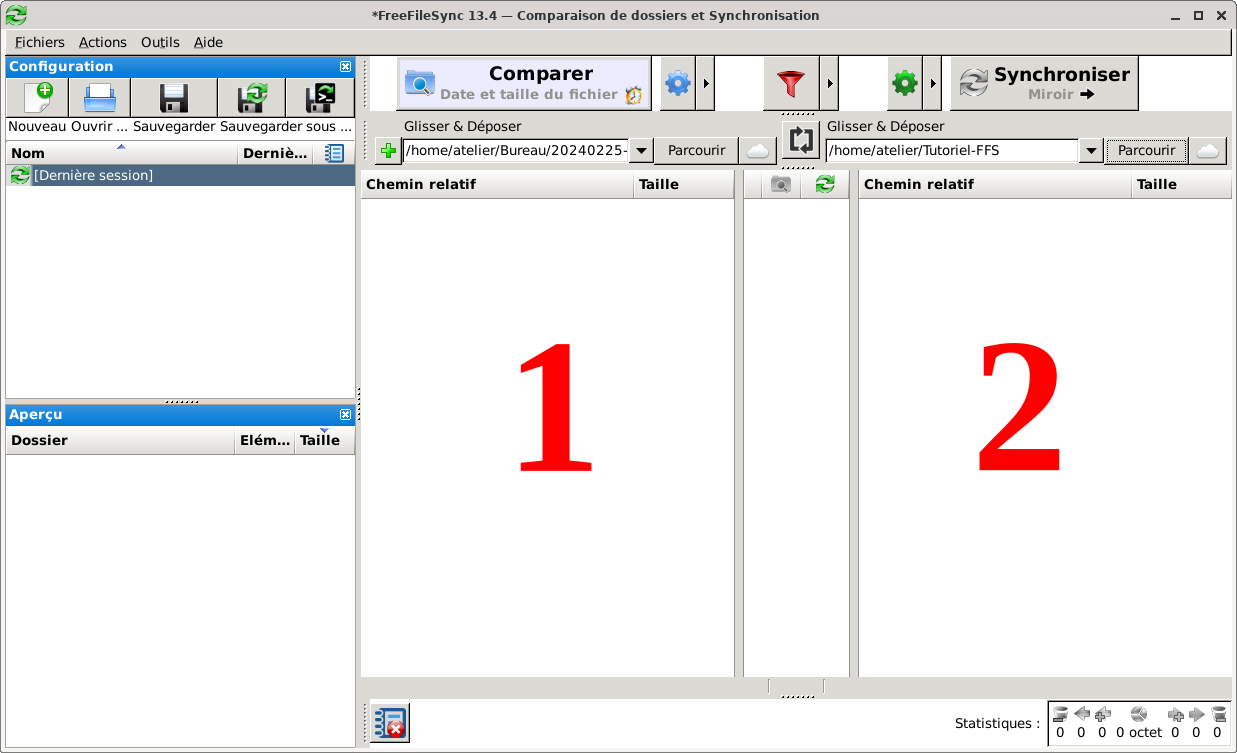 *FreeFileSync 13.4 — Comparaison de dossiers et Synchronisation
Fichiers Actions Outils Aide
Configuration
Nouveau Ouvrir ... Sauvegarder Sauvegarder sous ...
Nom Derniè...
[Dernière session]
Aperçu
Dossier Elém... Taille
Comparer
Date et taille du fichier
Synchroniser
Miroir
Glisser & Déposer
/home/atelier/Bureau/20240225- Parcourir
Glisser & Déposer
/home/atelier/Tutoriel-FFS Parcourir
Chemin relatif Taille
Chemin relatif Taille
1
2
Statistiques :
0 0 0 0 octet 0 0 0